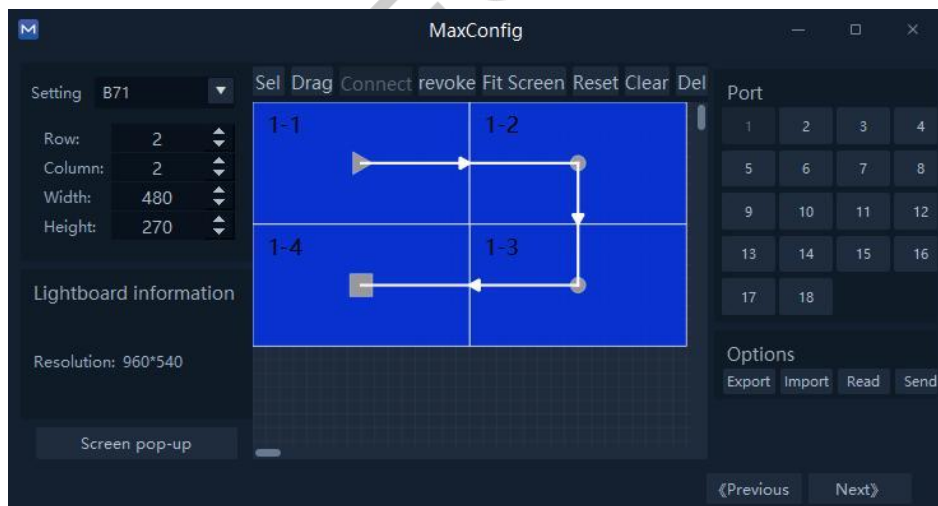 MaxConfig
Setting B71
Row: 2
Column: 2
Width: 480
Height: 270
Lightboard information
Resolution: 960*540
Screen pop-up
Sel Drag Connect revoke Fit Screen Reset Clear Del
1-1 1-2
1-4 1-3
Port
1 2 3 4
5 6 7 8
9 10 11 12
13 14 15 16
17 18
Options
Export Import Read Send
《Previous Next》